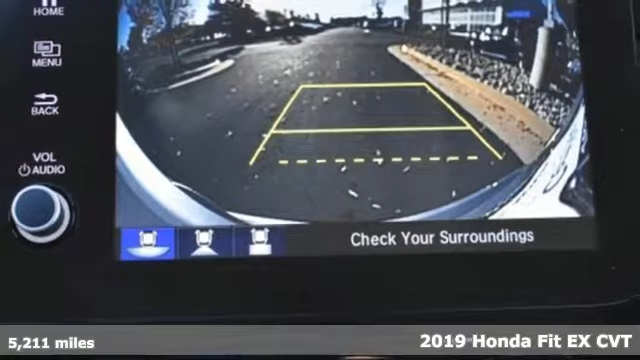 HOME
MENU
BACK
VOL
AUDIO
Check Your Surroundings
5,211 miles
2019 Honda Fit EX CVT